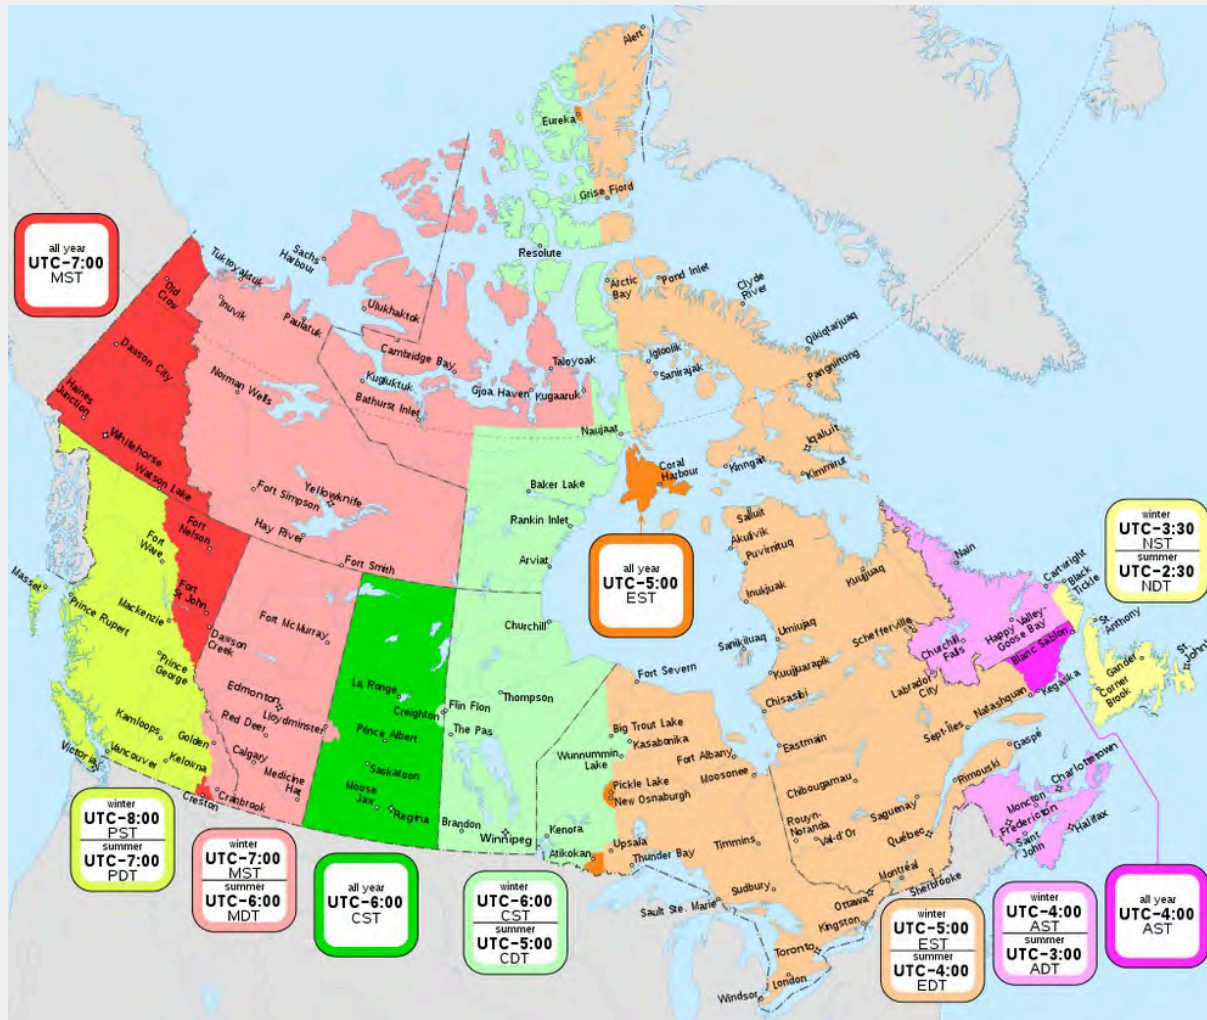 Alert
Eureka
Grise Fiord
Resolute
all year
UTC-7:00
MST
Tuktoyaktuk
Sachs
Harbour
Arctic
Bay
Pond Inlet
Clyde
River
Old
Crow
Inuvik
Paulatuk
Ulukhaktok
Cambridge Bay
Taloyoak
Igloolik
Qikiqtarjuaq
Dawson City
Sanirajak
Pangnirtung
Norman Wells
Kugluktuk
Gjoa Haven
Kugaaruk
Haines
Junction
Bathurst Inlet
Naujaat
Iqaluit
Whitehorse
Coral
Harbour
Kinngait
Kimmirut
Watson Lake
Fort Simpson
Yellowknife
Baker Lake
Fort
Nelson
Hay River
Rankin Inlet
Salluit
Akulivik
Puvirnituq
winter
UTC-3:30
NST
summer
UTC-2:30
NDT
Fort
Ware
Fort Smith
Arviat
all year
UTC-5:00
EST
Kuujjuaq
Nain
Cartwright
Black
Tickle
Masset
Fort
St John
Inukjuak
Prince Rupert
Mackenzie
Fort McMurray
Churchill
Umiujaq
Schefferville
Happy Valley-
Goose Bay
St.
Anthony
Dawson
Creek
Sanikiluaq
Churchill
Falls
Blanc Sablon
St.
John's
Prince
George
Fort Severn
Kuujjuarapik
Labrador
City
Gander
Corner
Brook
Edmonton
La Ronge
Thompson
Chisasibi
Natashquan
Kegaska
Red Deer
Lloydminster
Creighton
Flin Flon
Kamloops
Golden
Prince Albert
The Pas
Big Trout Lake
Kasabonika
Sept-Îles
Victoria
Vancouver
Kelowna
Calgary
Wunnummin
Lake
Fort Albany
Eastmain
Gaspé
Medicine
Hat
Saskatoon
Moosonee
Chibougamau
Rimouski
Charlottetown
Creston
Cranbrook
Moose
Jaw
Regina
Pickle Lake
New Osnaburgh
Saguenay
Moncton
Fredericton
Brandon
Winnipeg
Kenora
Rouyn-
Noranda
Val-d'Or
Québec
Saint
John
Halifax
Atikokan
Upsala
Thunder Bay
Timmins
Montréal
Sherbrooke
Sudbury
Ottawa
Sault Ste. Marie
Kingston
Toronto
London
Windsor
winter
UTC-8:00
PST
summer
UTC-7:00
PDT
winter
UTC-7:00
MST
summer
UTC-6:00
MDT
all year
UTC-6:00
CST
winter
UTC-6:00
CST
summer
UTC-5:00
CDT
winter
UTC-5:00
EST
summer
UTC-4:00
EDT
winter
UTC-4:00
AST
summer
UTC-3:00
ADT
all year
UTC-4:00
AST